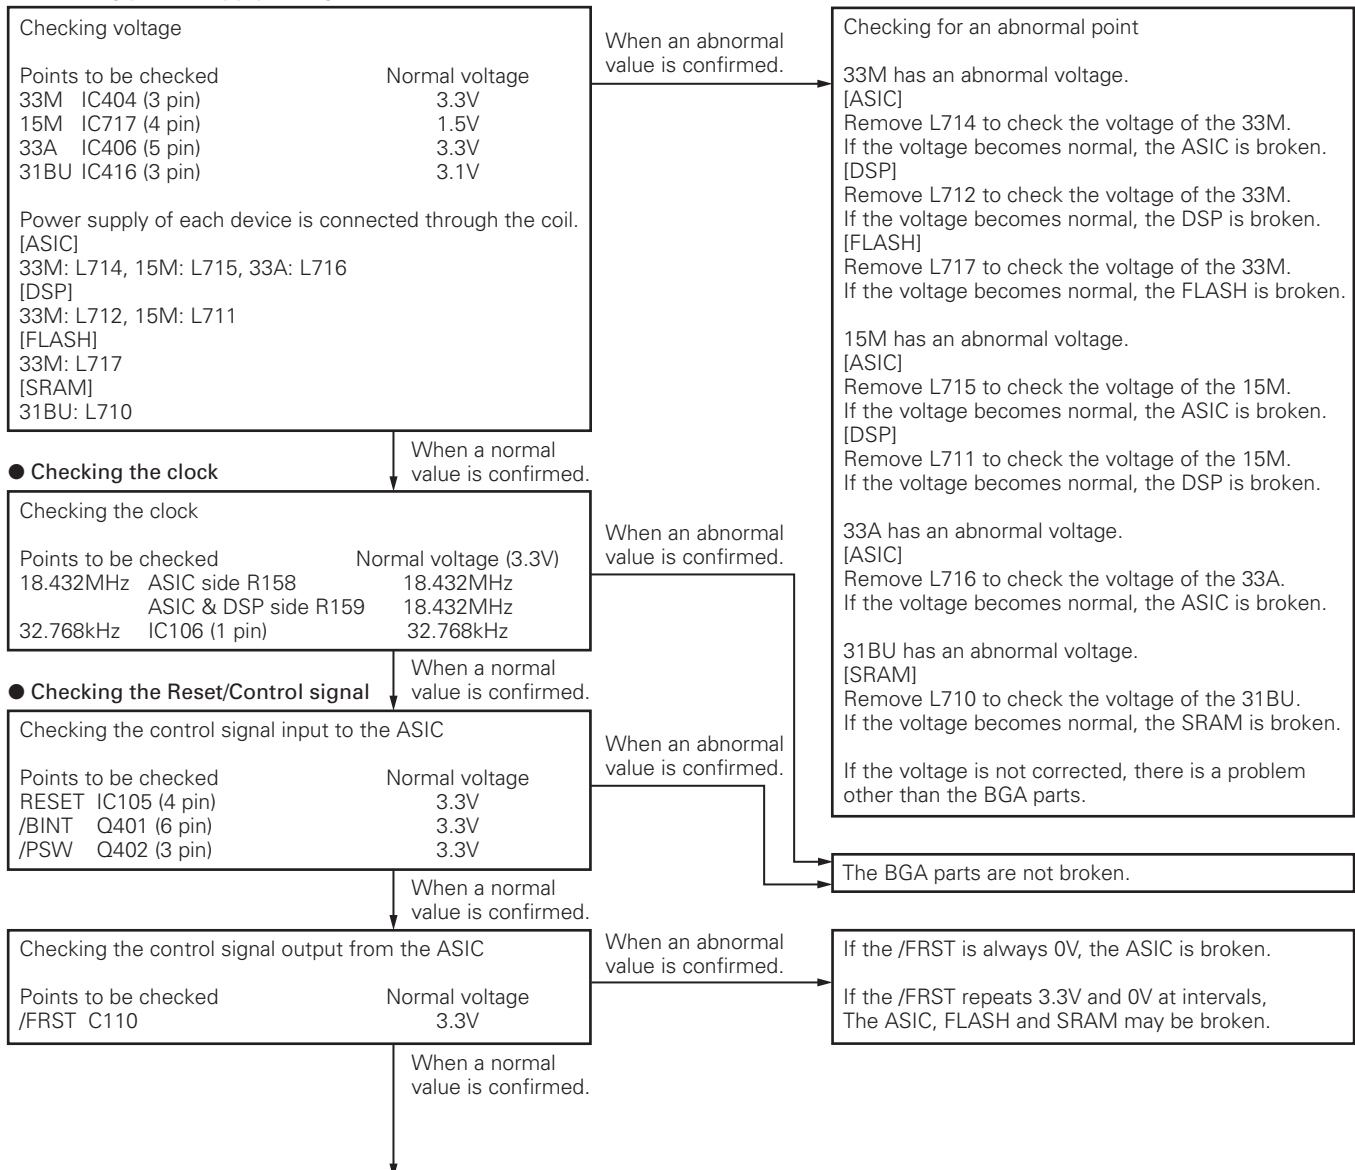 Checking voltage
Points to be checked Normal voltage
33M IC404 (3 pin) 3.3V
15M IC717 (4 pin) 1.5V
33A IC406 (5 pin) 3.3V
31BU IC416 (3 pin) 3.1V
Power supply of each device is connected through the coil.
[ASIC]
33M: L714, 15M: L715, 33A: L716
[DSP]
33M: L712, 15M: L711
[FLASH]
33M: L717
[SRAM]
31BU: L710
When an abnormal
value is confirmed.
Checking for an abnormal point
33M has an abnormal voltage.
[ASIC]
Remove L714 to check the voltage of the 33M.
If the voltage becomes normal, the ASIC is broken.
[DSP]
Remove L712 to check the voltage of the 33M.
If the voltage becomes normal, the DSP is broken.
[FLASH]
Remove L717 to check the voltage of the 33M.
If the voltage becomes normal, the FLASH is broken.
15M has an abnormal voltage.
[ASIC]
Remove L715 to check the voltage of the 15M.
If the voltage becomes normal, the ASIC is broken.
[DSP]
Remove L711 to check the voltage of the 15M.
If the voltage becomes normal, the DSP is broken.
33A has an abnormal voltage.
[ASIC]
Remove L716 to check the voltage of the 33A.
If the voltage becomes normal, the ASIC is broken.
31BU has an abnormal voltage.
[SRAM]
Remove L710 to check the voltage of the 31BU.
If the voltage becomes normal, the SRAM is broken.
If the voltage is not corrected, there is a problem
other than the BGA parts.
When a normal
value is confirmed.
● Checking the clock
Checking the clock
Points to be checked Normal voltage (3.3V)
18.432MHz ASIC side R158 18.432MHz
ASIC & DSP side R159 18.432MHz
32.768kHz IC106 (1 pin) 32.768kHz
When an abnormal
value is confirmed.
When a normal
value is confirmed.
● Checking the Reset/Control signal
Checking the control signal input to the ASIC
Points to be checked Normal voltage
RESET IC105 (4 pin) 3.3V
/BINT Q401 (6 pin) 3.3V
/PSW Q402 (3 pin) 3.3V
When an abnormal
value is confirmed.
The BGA parts are not broken.
When a normal
value is confirmed.
Checking the control signal output from the ASIC
Points to be checked Normal voltage
/FRST C110 3.3V
When an abnormal
value is confirmed.
If the /FRST is always 0V, the ASIC is broken.
If the /FRST repeats 3.3V and 0V at intervals,
The ASIC, FLASH and SRAM may be broken.
When a normal
value is confirmed.